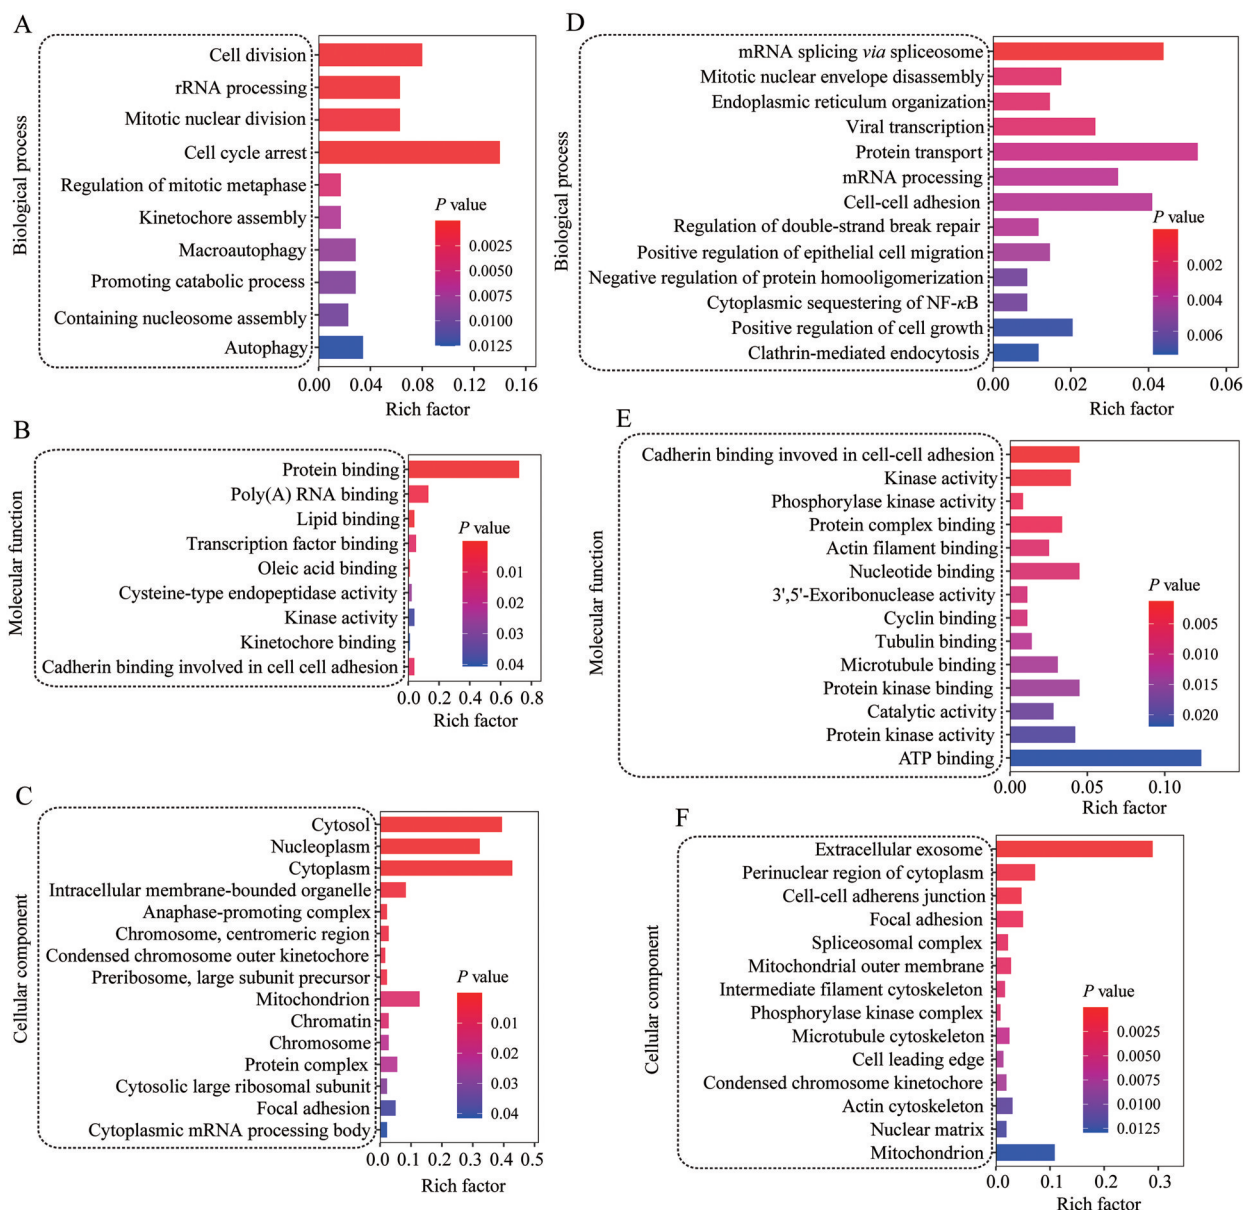 A
Biological process
Cell division
rRNA processing
Mitotic nuclear division
Cell cycle arrest
Regulation of mitotic metaphase
Kinetochore assembly
Macroautophagy
Promoting catabolic process
Containing nucleosome assembly
Autophagy
P value
0.0025
0.0050
0.0075
0.0100
0.0125
0.00 0.04 0.08 0.12 0.16
Rich factor
B
Molecular function
Protein binding
Poly(A) RNA binding
Lipid binding
Transcription factor binding
Oleic acid binding
Cysteine-type endopeptidase activity
Kinase activity
Kinetochore binding
Cadherin binding involved in cell cell adhesion
P value
0.01
0.02
0.03
0.04
0.0 0.2 0.4 0.6 0.8
Rich factor
C
Cellular component
Cytosol
Nucleoplasm
Cytoplasm
Intracellular membrane-bounded organelle
Anaphase-promoting complex
Chromosome, centromeric region
Condensed chromosome outer kinetochore
Preribosome, large subunit precursor
Mitochondrion
Chromatin
Chromosome
Protein complex
Cytosolic large ribosomal subunit
Focal adhesion
Cytoplasmic mRNA processing body
P value
0.01
0.02
0.03
0.04
0.0 0.1 0.2 0.3 0.4 0.5
Rich factor
D
Biological process
mRNA splicing via spliceosome
Mitotic nuclear envelope disassembly
Endoplasmic reticulum organization
Viral transcription
Protein transport
mRNA processing
Cell-cell adhesion
Regulation of double-strand break repair
Positive regulation of epithelial cell migration
Negative regulation of protein homooligomerization
Cytoplasmic sequestering of NF-κB
Positive regulation of cell growth
Clathrin-mediated endocytosis
P value
0.002
0.004
0.006
0.00 0.02 0.04 0.06
Rich factor
E
Molecular function
Cadherin binding invoved in cell-cell adhesion
Kinase activity
Phosphorylase kinase activity
Protein complex binding
Actin filament binding
Nucleotide binding
3',5'-Exoribonuclease activity
Cyclin binding
Tubulin binding
Microtubule binding
Protein kinase binding
Catalytic activity
Protein kinase activity
ATP binding
P value
0.005
0.010
0.015
0.020
0.00 0.05 0.10
Rich factor
F
Cellular component
Extracellular exosome
Perinuclear region of cytoplasm
Cell-cell adherens junction
Focal adhesion
Spliceosomal complex
Mitochondrial outer membrane
Intermediate filament cytoskeleton
Phosphorylase kinase complex
Microtubule cytoskeleton
Cell leading edge
Condensed chromosome kinetochore
Actin cytoskeleton
Nuclear matrix
Mitochondrion
P value
0.0025
0.0050
0.0075
0.0100
0.0125
0.0 0.1 0.2 0.3
Rich factor